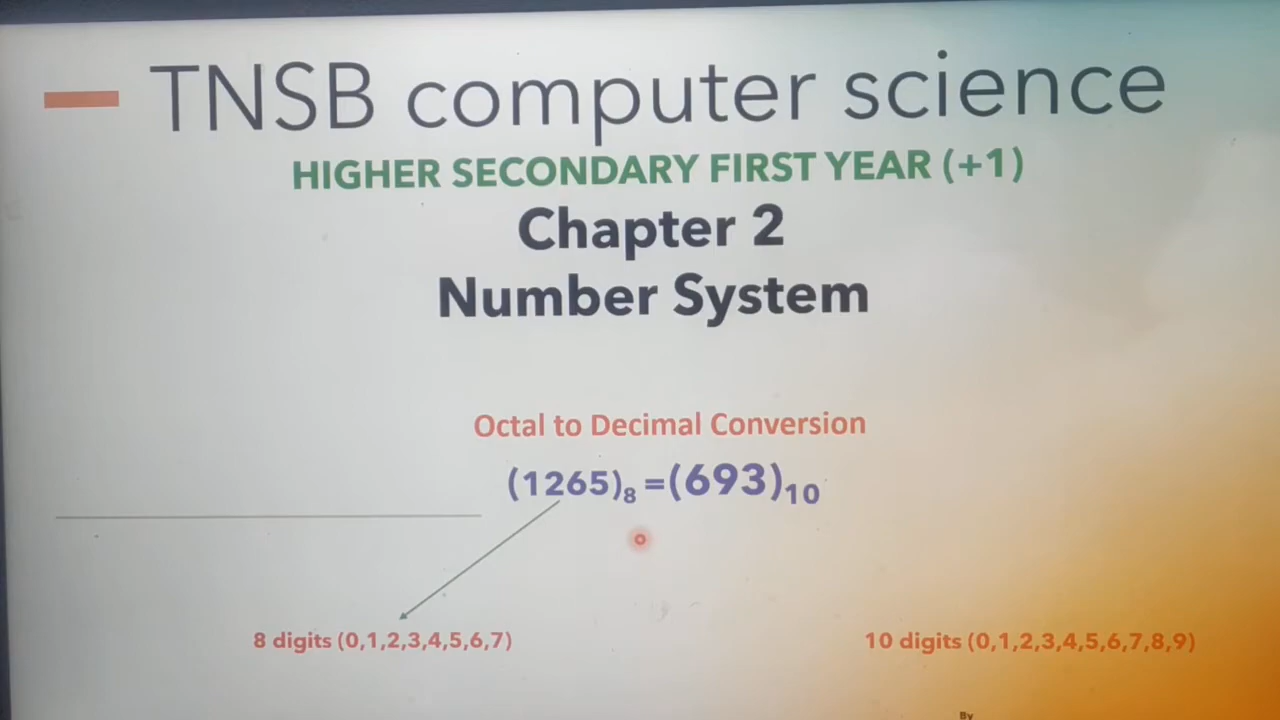 TNSB computer science
HIGHER SECONDARY FIRST YEAR (+1)
Chapter 2
Number System
Octal to Decimal Conversion
(1265)₈ =(693)₁₀
8 digits (0,1,2,3,4,5,6,7)
10 digits (0,1,2,3,4,5,6,7,8,9)
By